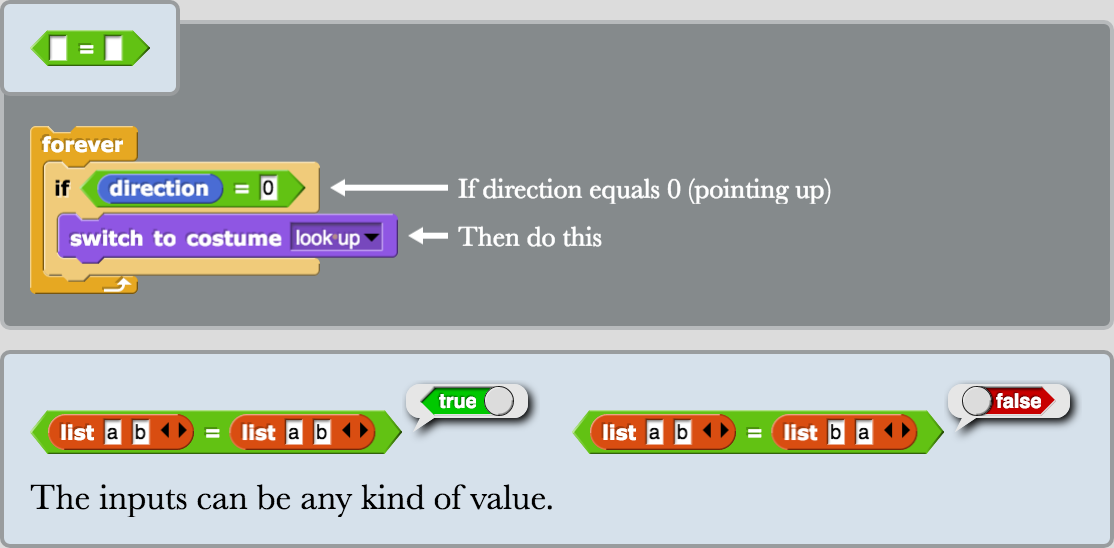 =
forever
if direction = 0
If direction equals 0 (pointing up)
switch to costume look up
Then do this
true
false
list a b = list a b
list a b = list b a
The inputs can be any kind of value.